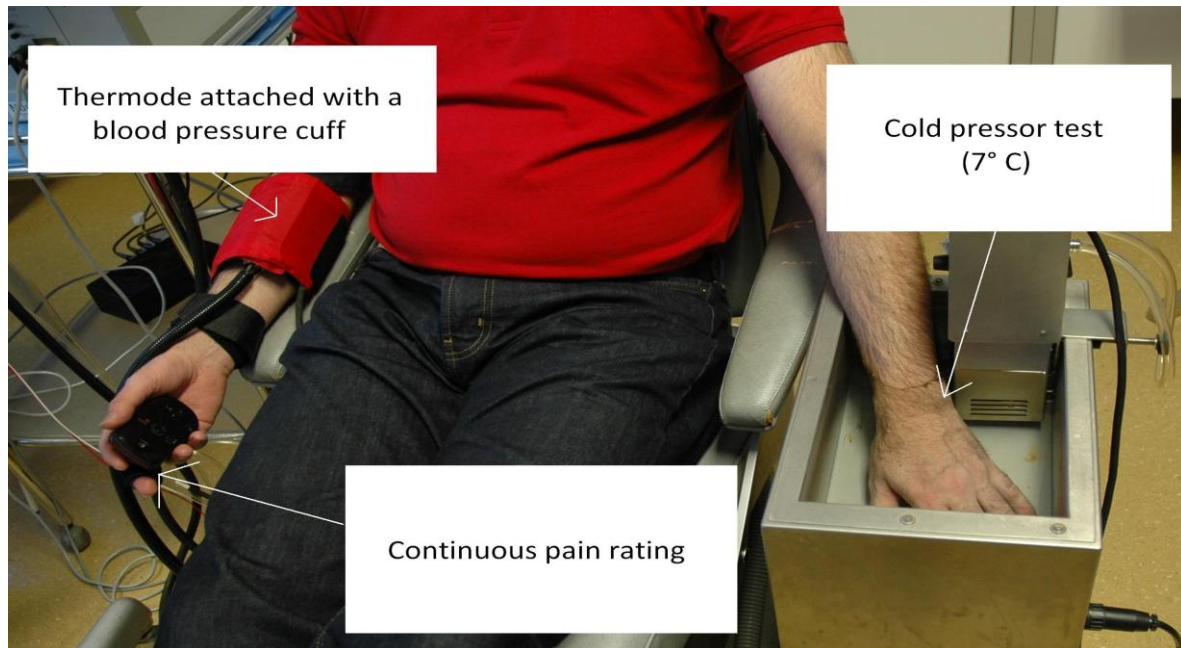 Thermode attached with a
blood pressure cuff
Cold pressor test
(7° C)
Continuous pain rating